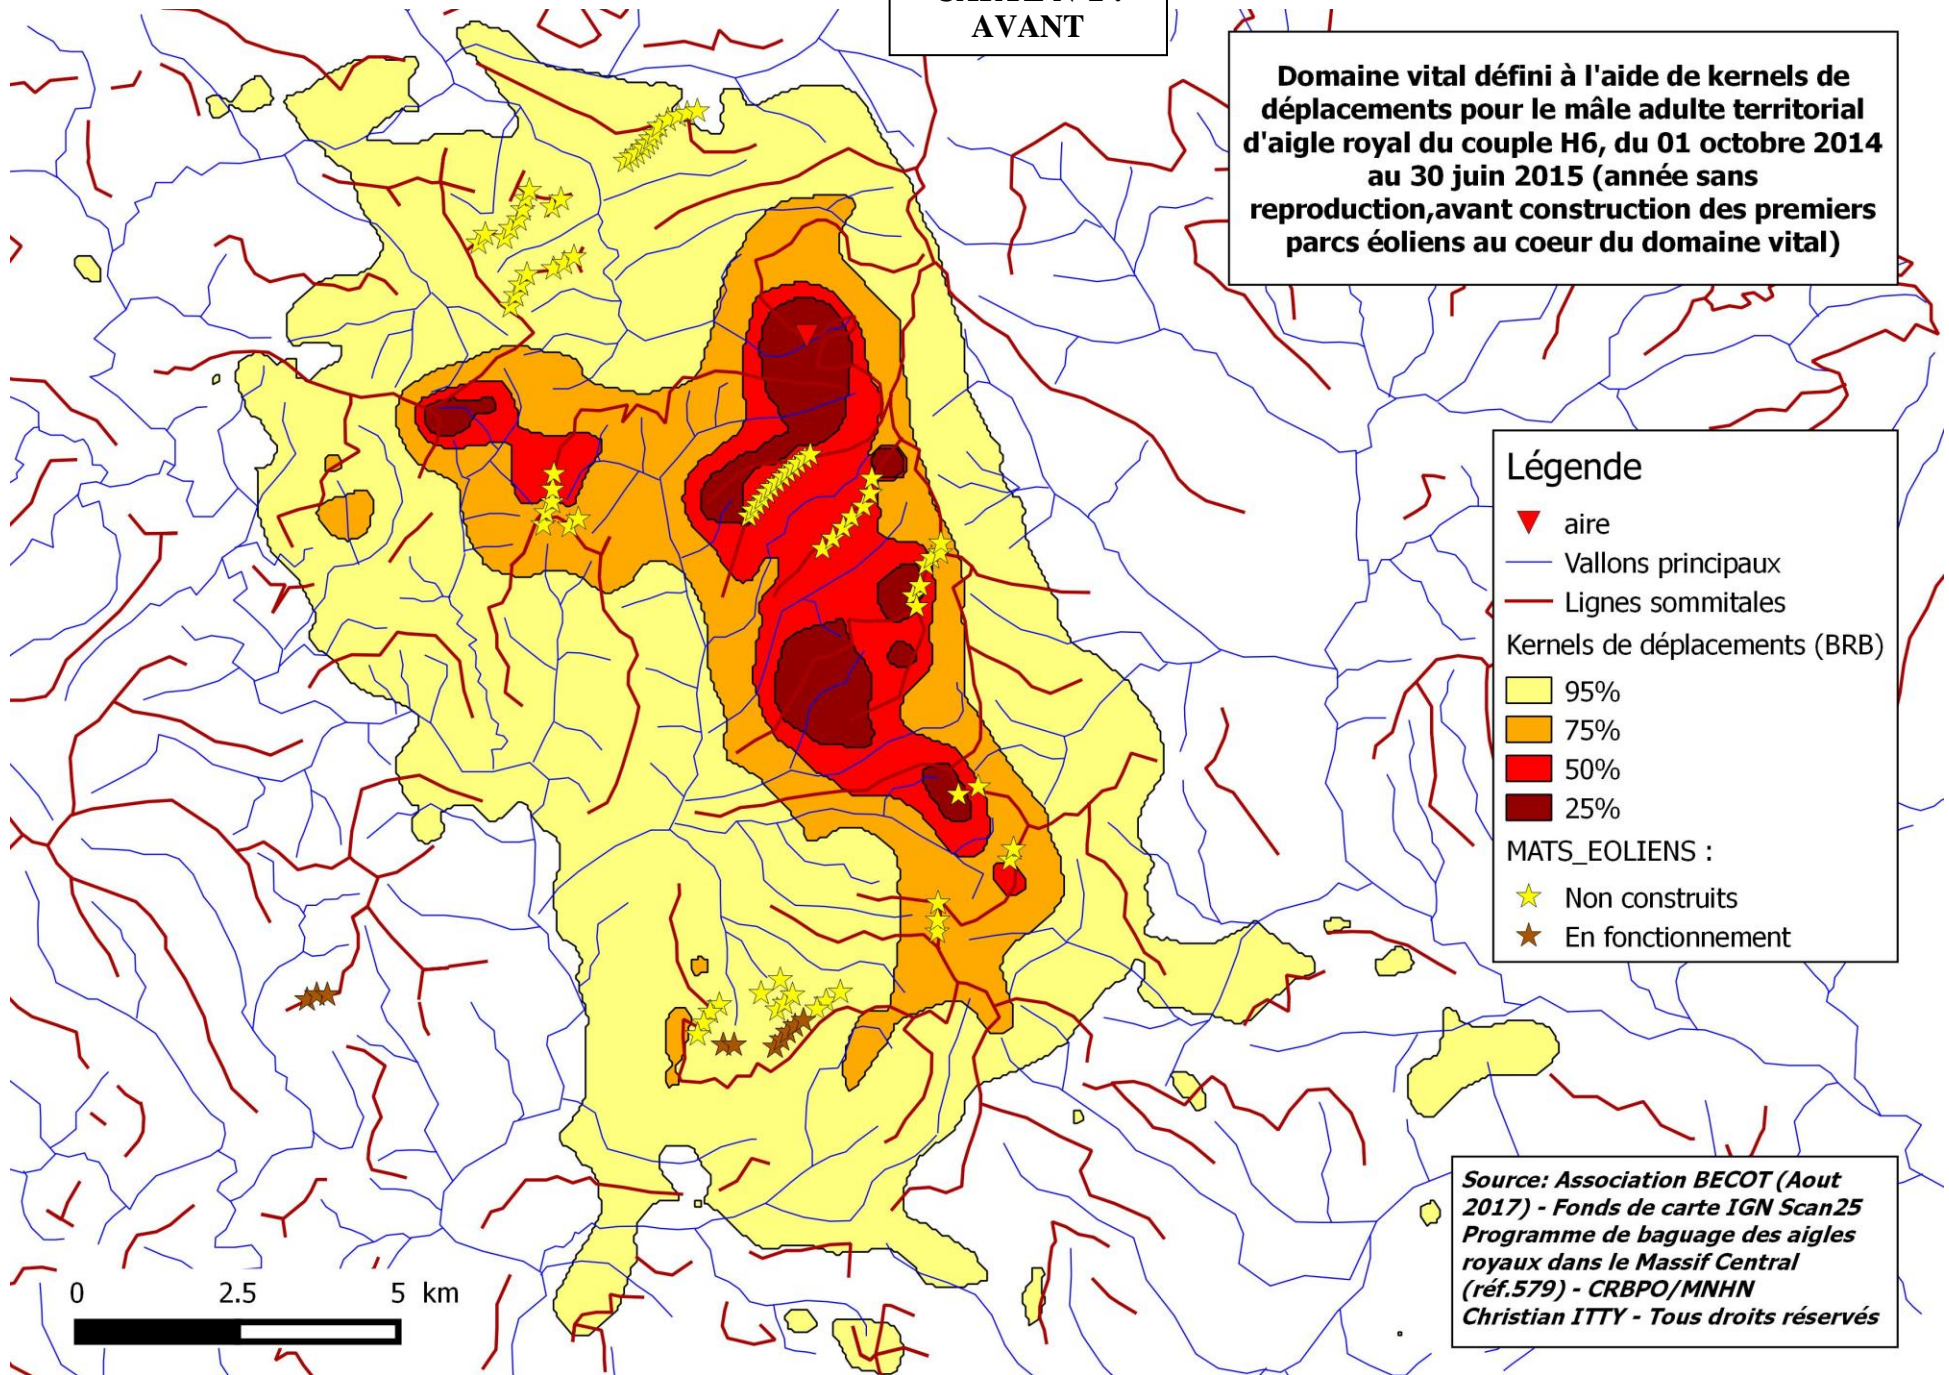 AVANT
Domaine vital défini à l'aide de kernels de
déplacements pour le mâle adulte territorial
d'aigle royal du couple H6, du 01 octobre 2014
au 30 juin 2015 (année sans
reproduction,avant construction des premiers
parcs éoliens au coeur du domaine vital)
Légende
aire
Vallons principaux
Lignes sommitales
Kernels de déplacements (BRB)
95%
75%
50%
25%
MATS_EOLIENS :
Non construits
En fonctionnement
Source: Association BECOT (Aout
2017) - Fonds de carte IGN Scan25
Programme de baguage des aigles
royaux dans le Massif Central
(réf.579) - CRBPO/MNHN
Christian ITTY - Tous droits réservés
0 2.5 5 km